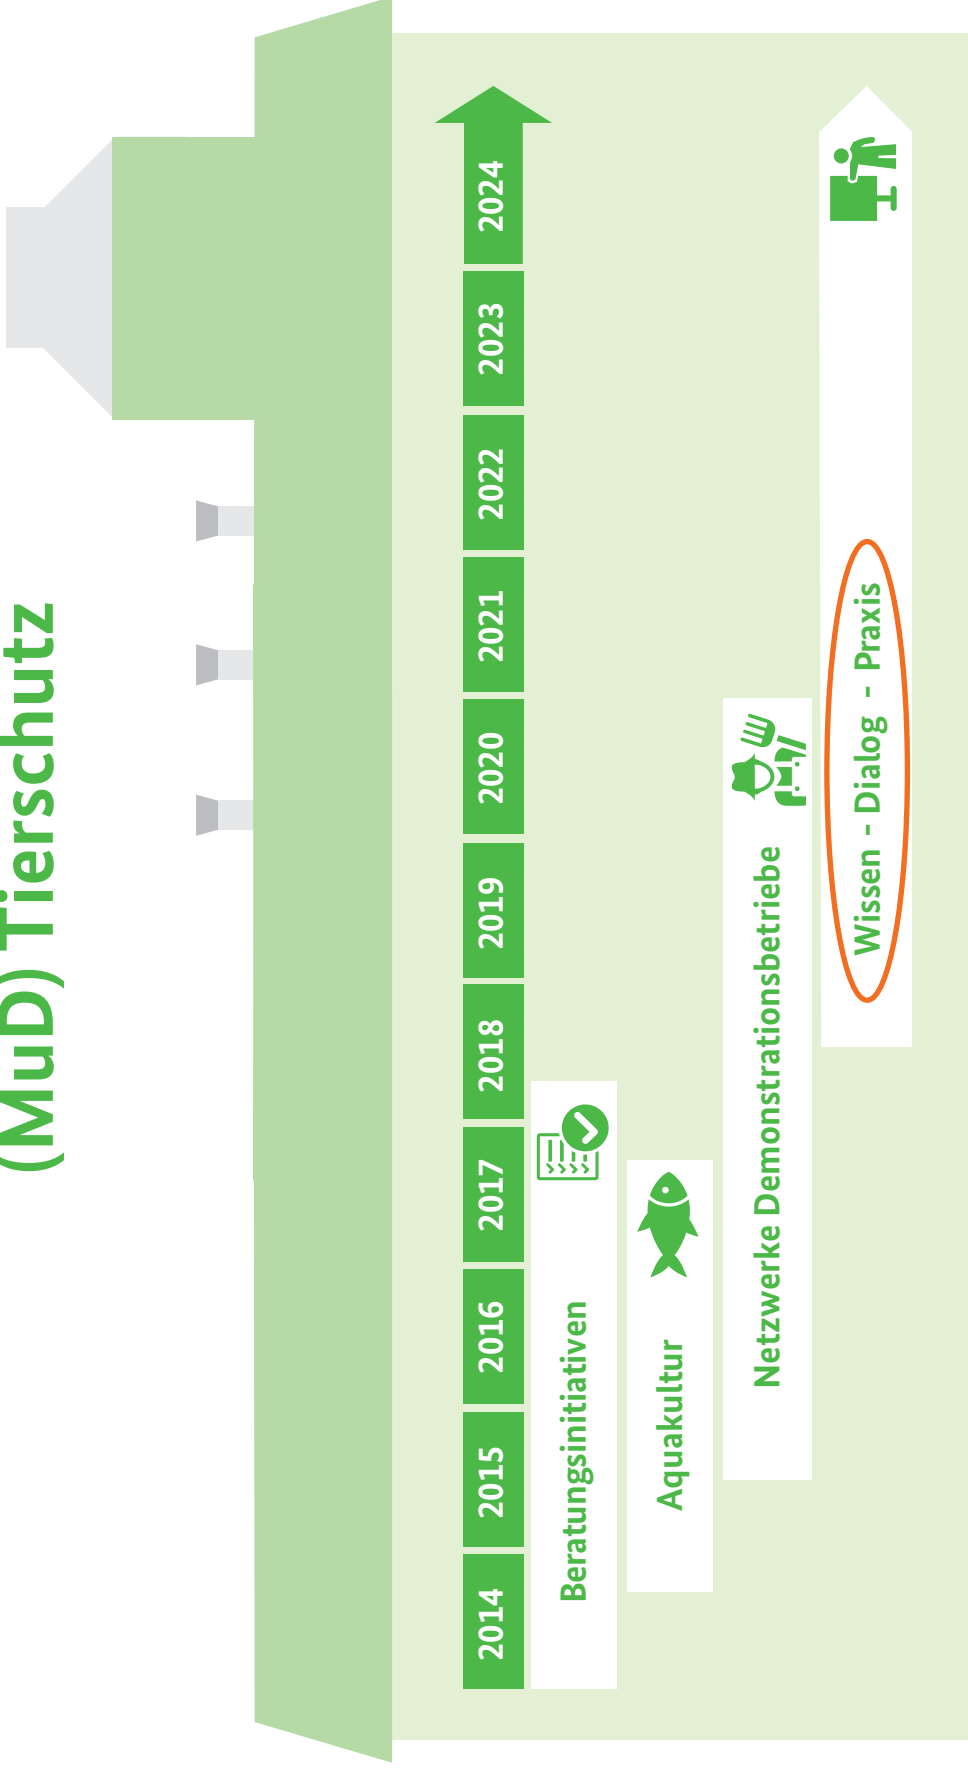 (MuD) Tierschutz
2014 2015 2016 2017 2018 2019 2020 2021 2022 2023 2024
Beratungsinitiativen
Aquakultur
Netzwerke Demonstrationsbetriebe
Wissen – Dialog – Praxis